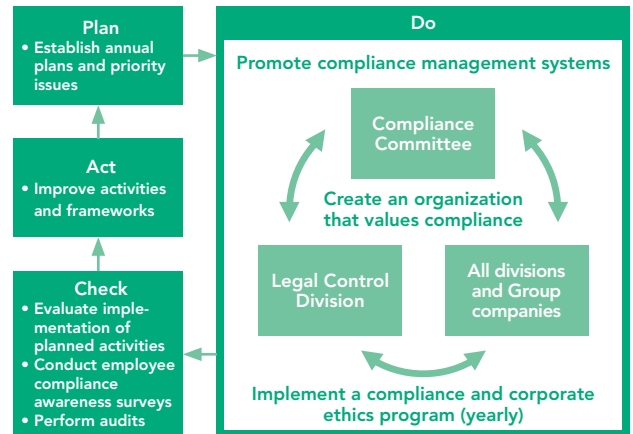 Plan
• Establish annual
plans and priority
issues
Act
• Improve activities
and frameworks
Check
• Evaluate imple-
mentation of
planned activities
• Conduct employee
compliance
awareness surveys
• Perform audits
Do
Promote compliance management systems
Compliance
Committee
Create an organization
that values compliance
Legal Control
Division
All divisions
and Group
companies
Implement a compliance and corporate
ethics program (yearly)